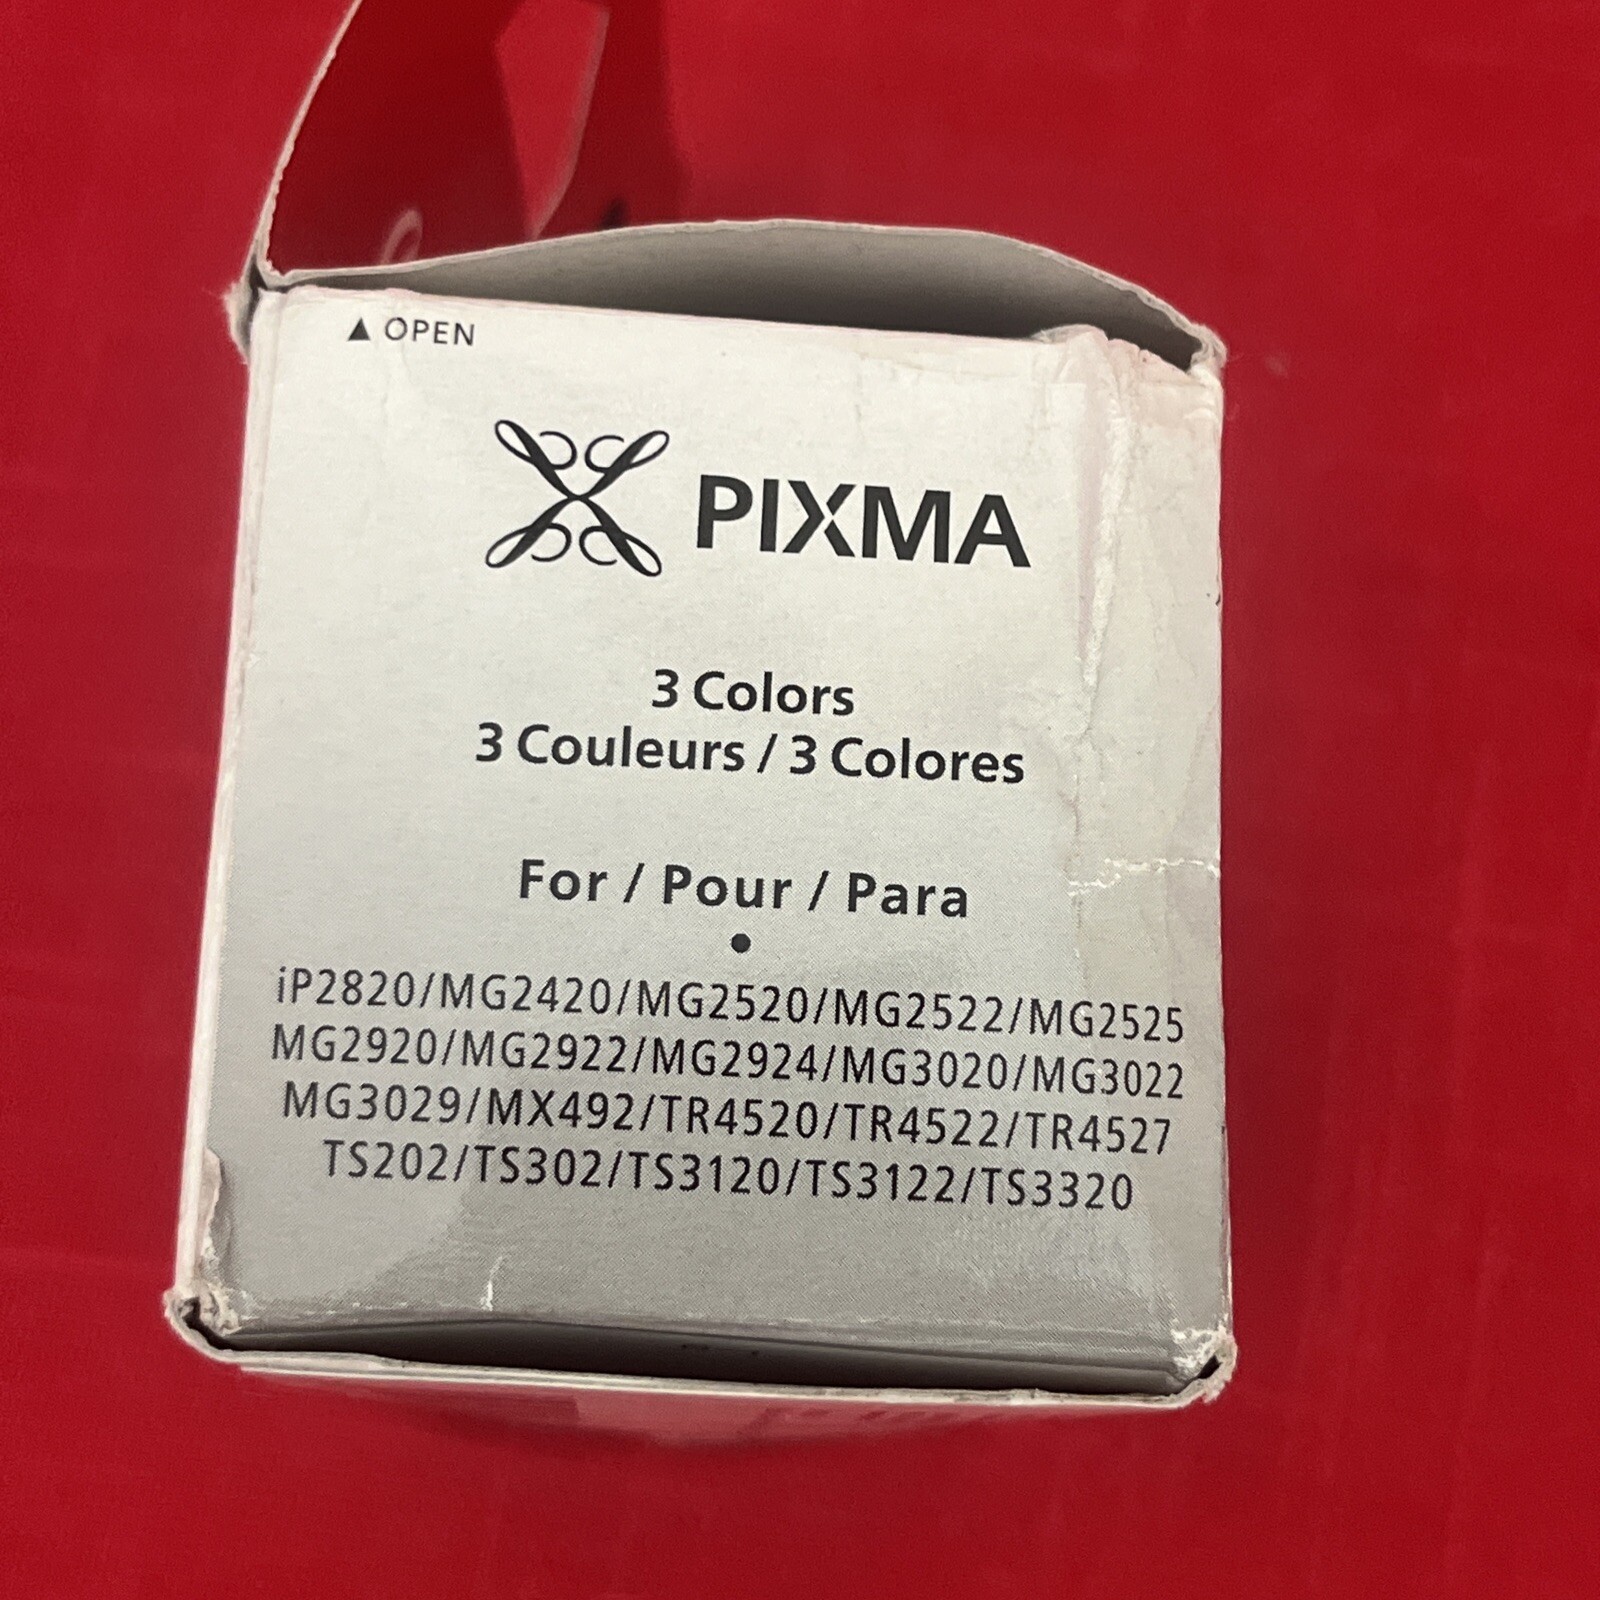 ▲ OPEN
PIXMA
3 Colors
3 Couleurs / 3 Colores
For / Pour / Para
•
iP2820/MG2420/MG2520/MG2522/MG2525
MG2920/MG2922/MG2924/MG3020/MG3022
MG3029/MX492/TR4520/TR4522/TR4527
TS202/TS302/TS3120/TS3122/TS3320